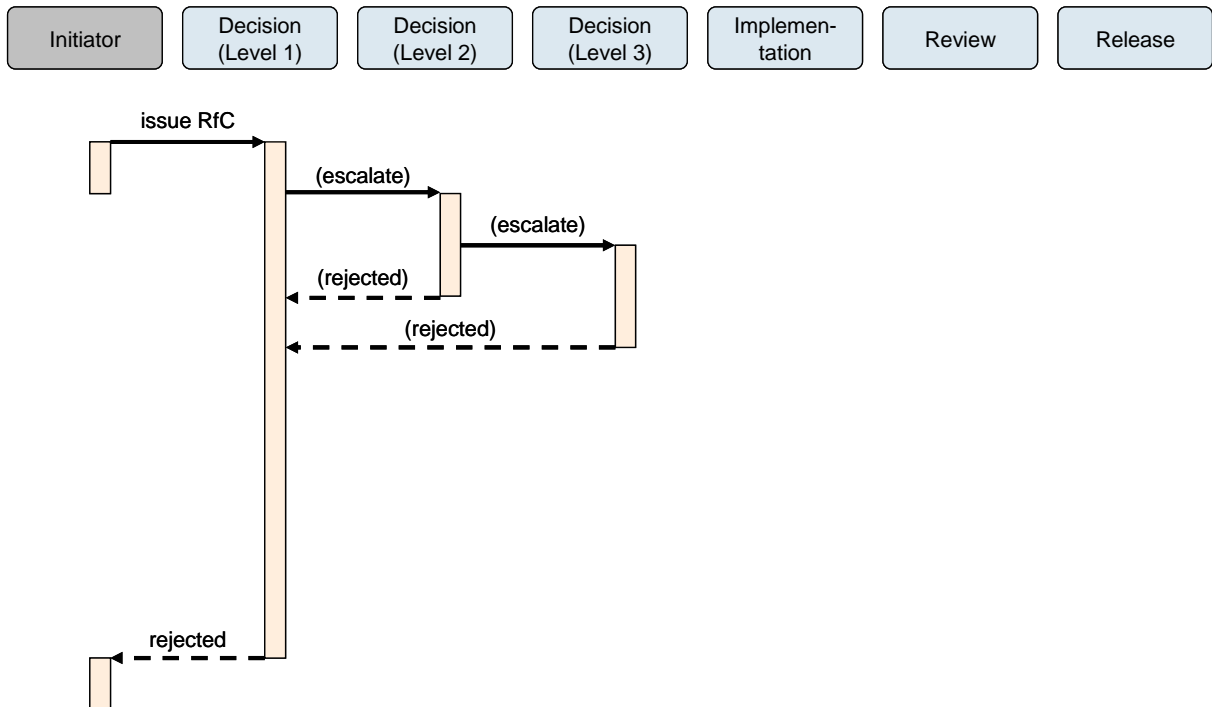 Initiator
Decision
(Level 1)
Decision
(Level 2)
Decision
(Level 3)
Implemen-
tation
Review
Release
issue RfC
(escalate)
(escalate)
(rejected)
(rejected)
rejected